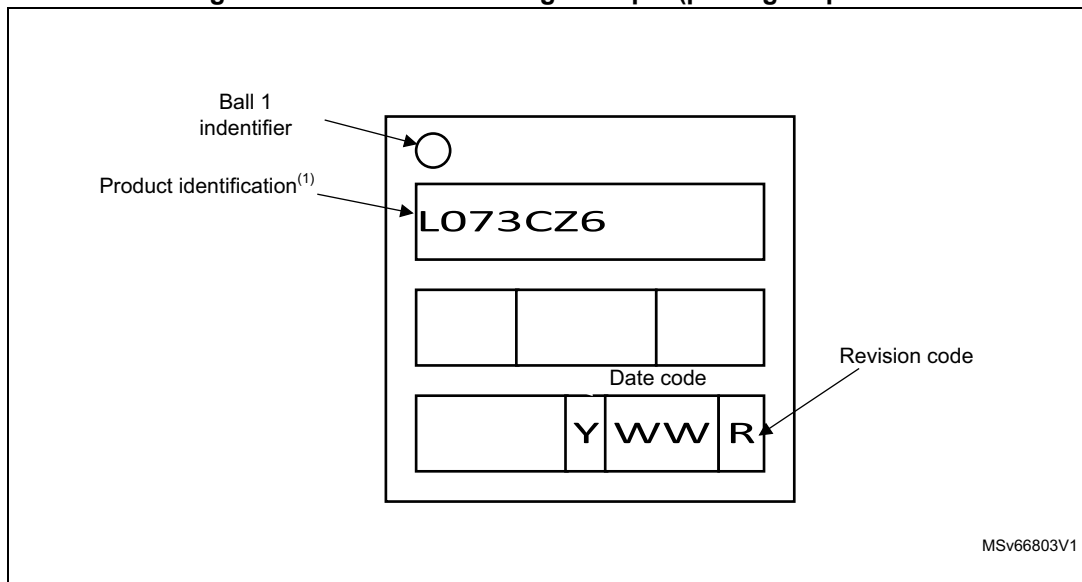 Ball 1
indentifier
Product identification(1)
L073CZ6
Revision code
Date code
Y WW R
MSv66803V1